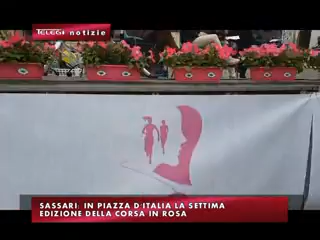 TELEGI notizie
SASSARI: IN PIAZZA D'ITALIA LA SETTIMA
EDIZIONE DELLA CORSA IN ROSA